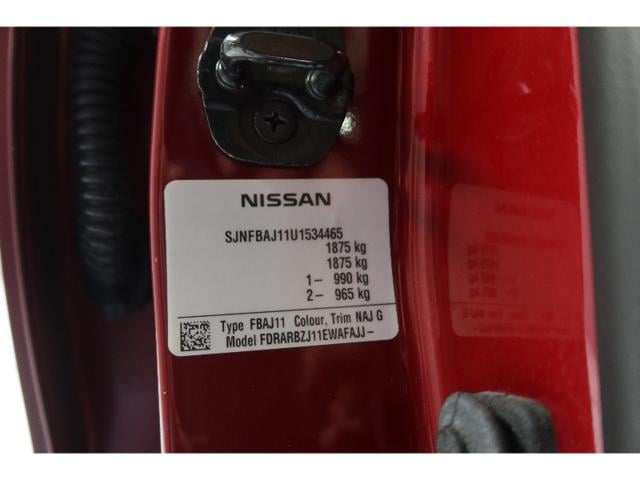 NISSAN
SJNFBAJ11U1534465
1875 kg
1875 kg
1– 990 kg
2– 965 kg
Type FBAJ11 Colour, Trim NAJ G
Model FDRARBZJ11EWAFAJJ–